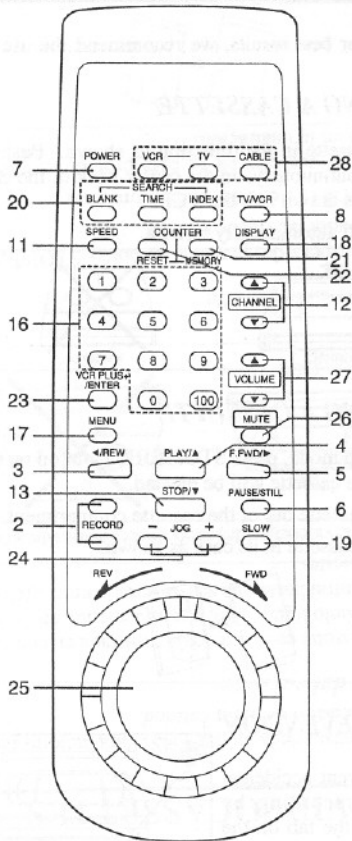 POWER
VCR TV CABLE
7
28
SEARCH
20
BLANK TIME INDEX TV/VCR
8
SPEED COUNTER DISPLAY
11
18
21
RESET MEMORY
22
1 2 3
CHANNEL
12
16
4 5 6
7 8 9
VOLUME
27
VCR PLUS+
/ENTER
23
0 100
MUTE
26
MENU
17
4
◀/REW PLAY/▲ F.FWD/▶
3
5
13
STOP/▼ PAUSE/STILL
6
2
RECORD
- JOG + SLOW
19
24
REV FWD
25